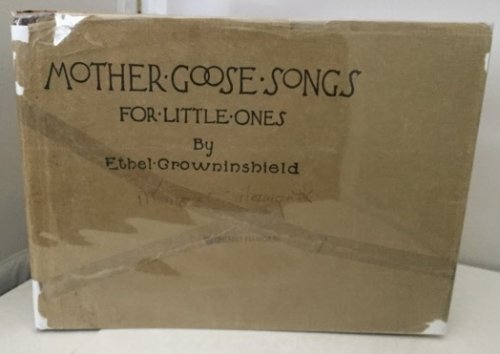 MOTHER·GOOSE·SONGS
FOR·LITTLE·ONES
By
Ethel·Crowninshield